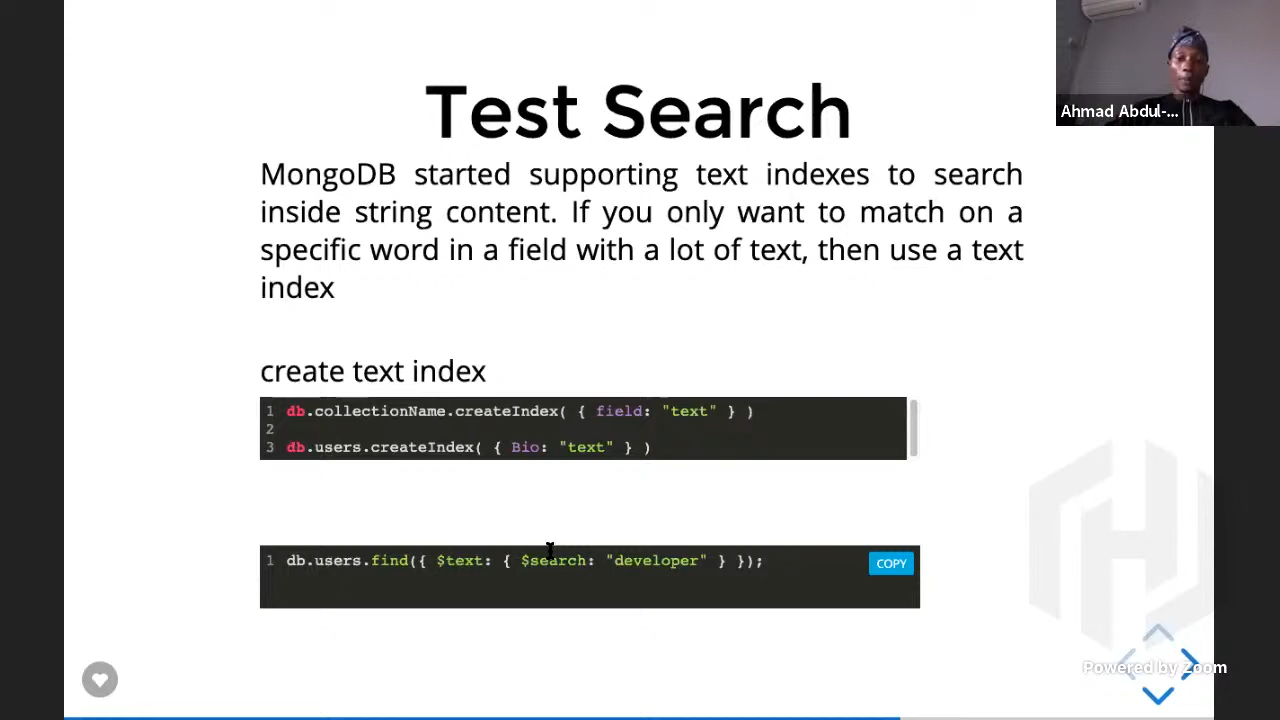 Test Search
Ahmad Abdul-...
MongoDB started supporting text indexes to search
inside string content. If you only want to match on a
specific word in a field with a lot of text, then use a text
index
create text index
1 db.collectionName.createIndex( { field: "text" } )
2
3 db.users.createIndex( { Bio: "text" } )
1 db.users.find({ $text: { $search: "developer" } });
COPY
Powered by Zoom